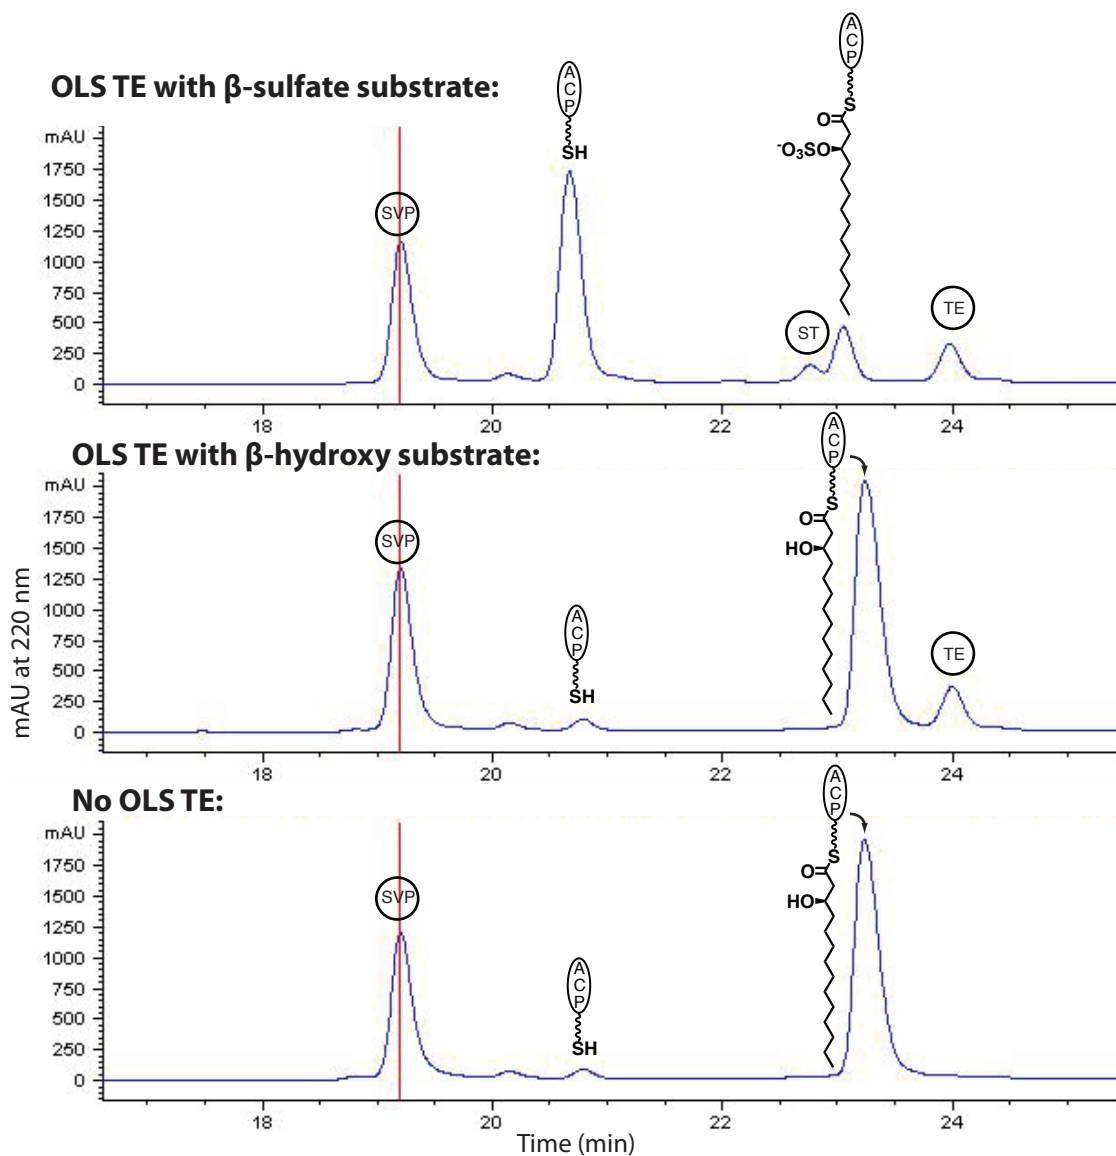 A
C
P
S
O
⁻O₃SO
OLS TE with β-sulfate substrate:
A
C
P
SH
mAU
1750
1500
1250
1000
750
500
250
0
SVP
ST
TE
18
20
22
24
OLS TE with β-hydroxy substrate:
A
C
P
S
O
HO
mAU
1750
1500
1250
1000
750
500
250
0
SVP
A
C
P
SH
TE
18
20
22
24
mAU at 220 nm
No OLS TE:
A
C
P
S
O
HO
mAU
1750
1500
1250
1000
750
500
250
0
SVP
A
C
P
SH
18
20
22
24
Time (min)